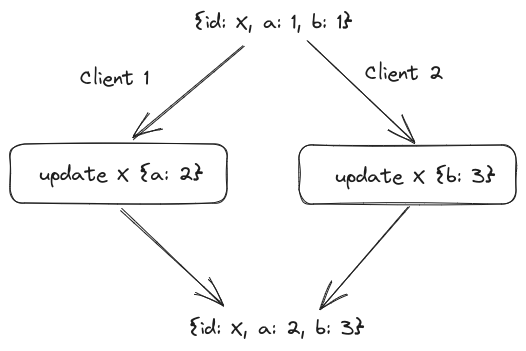 {id: X, a: 1, b: 1}
Client 1
Client 2
update X {a: 2}
update X {b: 3}
{id: X, a: 2, b: 3}